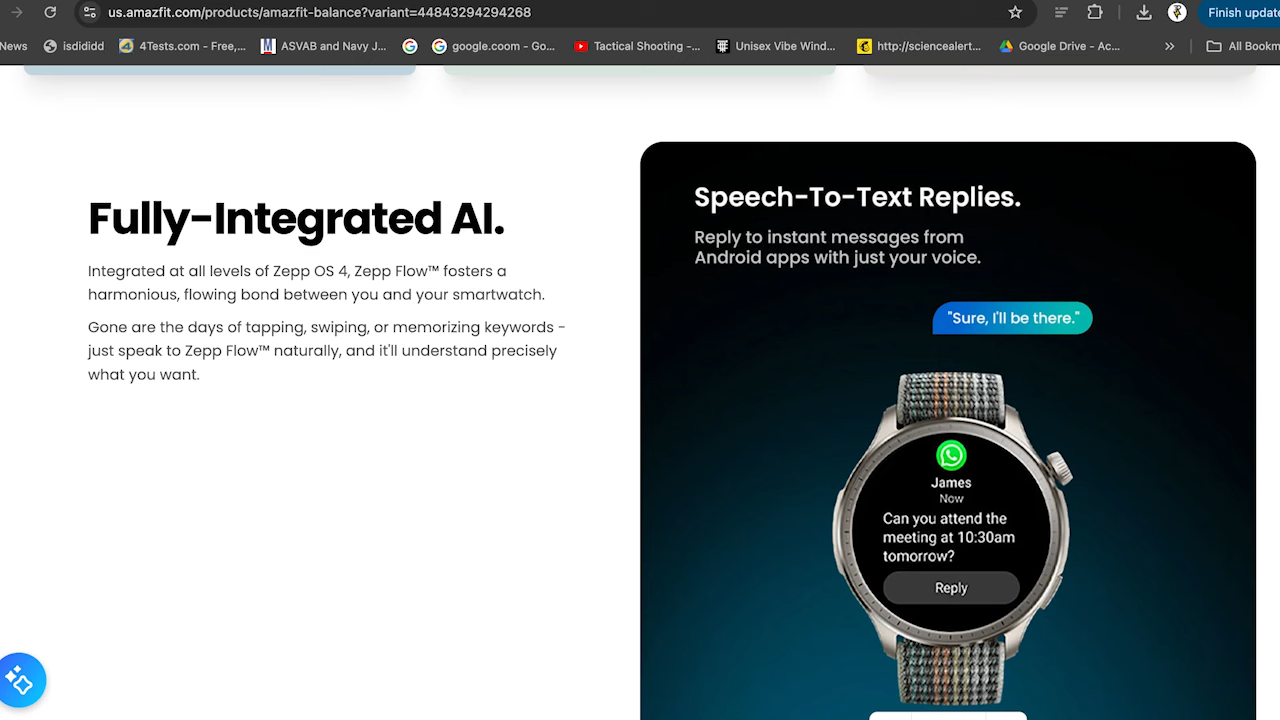 us.amazfit.com/products/amazfit-balance?variant=44843294294268
Finish update
News
isdididd
4Tests.com - Free,...
ASVAB and Navy J...
google.coom - Go...
Tactical Shooting -...
Unisex Vibe Wind...
http://sciencealert...
Google Drive - Ac...
»
All Bookm
Fully-Integrated AI.
Integrated at all levels of Zepp OS 4, Zepp Flow™ fosters a
harmonious, flowing bond between you and your smartwatch.
Gone are the days of tapping, swiping, or memorizing keywords -
just speak to Zepp Flow™ naturally, and it'll understand precisely
what you want.
Speech-To-Text Replies.
Reply to instant messages from
Android apps with just your voice.
"Sure, I'll be there."
James
Now
Can you attend the
meeting at 10:30am
tomorrow?
Reply